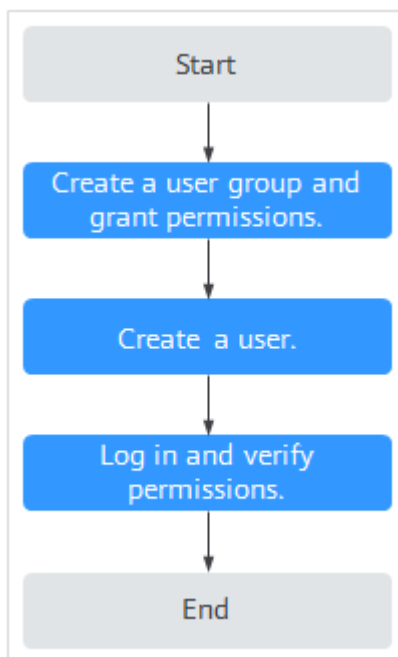 Start
Create a user group and
grant permissions.
Create a user.
Log in and verify
permissions.
End